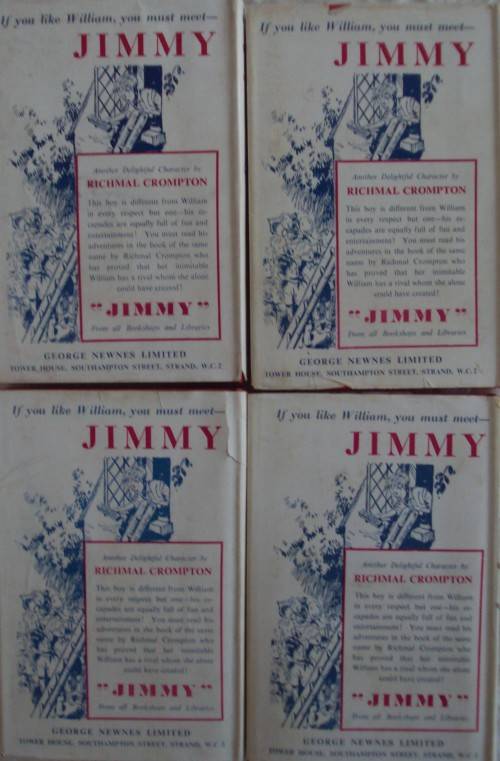 If you like William, you must meet—
JIMMY
Another Delightful Character by
RICHMAL CROMPTON
This boy is different from William
in every respect but one—his es-
capades are equally full of fun and
entertainment! You must read his
adventures in the book of the same
name by Richmal Crompton who
has proved that her inimitable
William has a rival whom she alone
could have created!
"JIMMY"
From all Bookshops and Libraries
GEORGE NEWNES LIMITED
TOWER HOUSE, SOUTHAMPTON STREET, STRAND, W.C.2
If you like William, you must meet—
JIMMY
Another Delightful Character by
RICHMAL CROMPTON
This boy is different from William
in every respect but one—his es-
capades are equally full of fun and
entertainment! You must read his
adventures in the book of the same
name by Richmal Crompton who
has proved that her inimitable
William has a rival whom she alone
could have created!
"JIMMY"
From all Bookshops and Libraries
GEORGE NEWNES LIMITED
TOWER HOUSE, SOUTHAMPTON STREET, STRAND, W.C.2
If you like William, you must meet—
JIMMY
Another Delightful Character by
RICHMAL CROMPTON
This boy is different from William
in every respect but one—his es-
capades are equally full of fun and
entertainment! You must read his
adventures in the book of the same
name by Richmal Crompton who
has proved that her inimitable
William has a rival whom she alone
could have created!
"JIMMY"
From all Bookshops and Libraries
GEORGE NEWNES LIMITED
TOWER HOUSE, SOUTHAMPTON STREET, STRAND, W.C.2
If you like William, you must meet—
JIMMY
Another Delightful Character by
RICHMAL CROMPTON
This boy is different from William
in every respect but one—his es-
capades are equally full of fun and
entertainment! You must read his
adventures in the book of the same
name by Richmal Crompton who
has proved that her inimitable
William has a rival whom she alone
could have created!
"JIMMY"
From all Bookshops and Libraries
GEORGE NEWNES LIMITED
TOWER HOUSE, SOUTHAMPTON STREET, STRAND, W.C.2